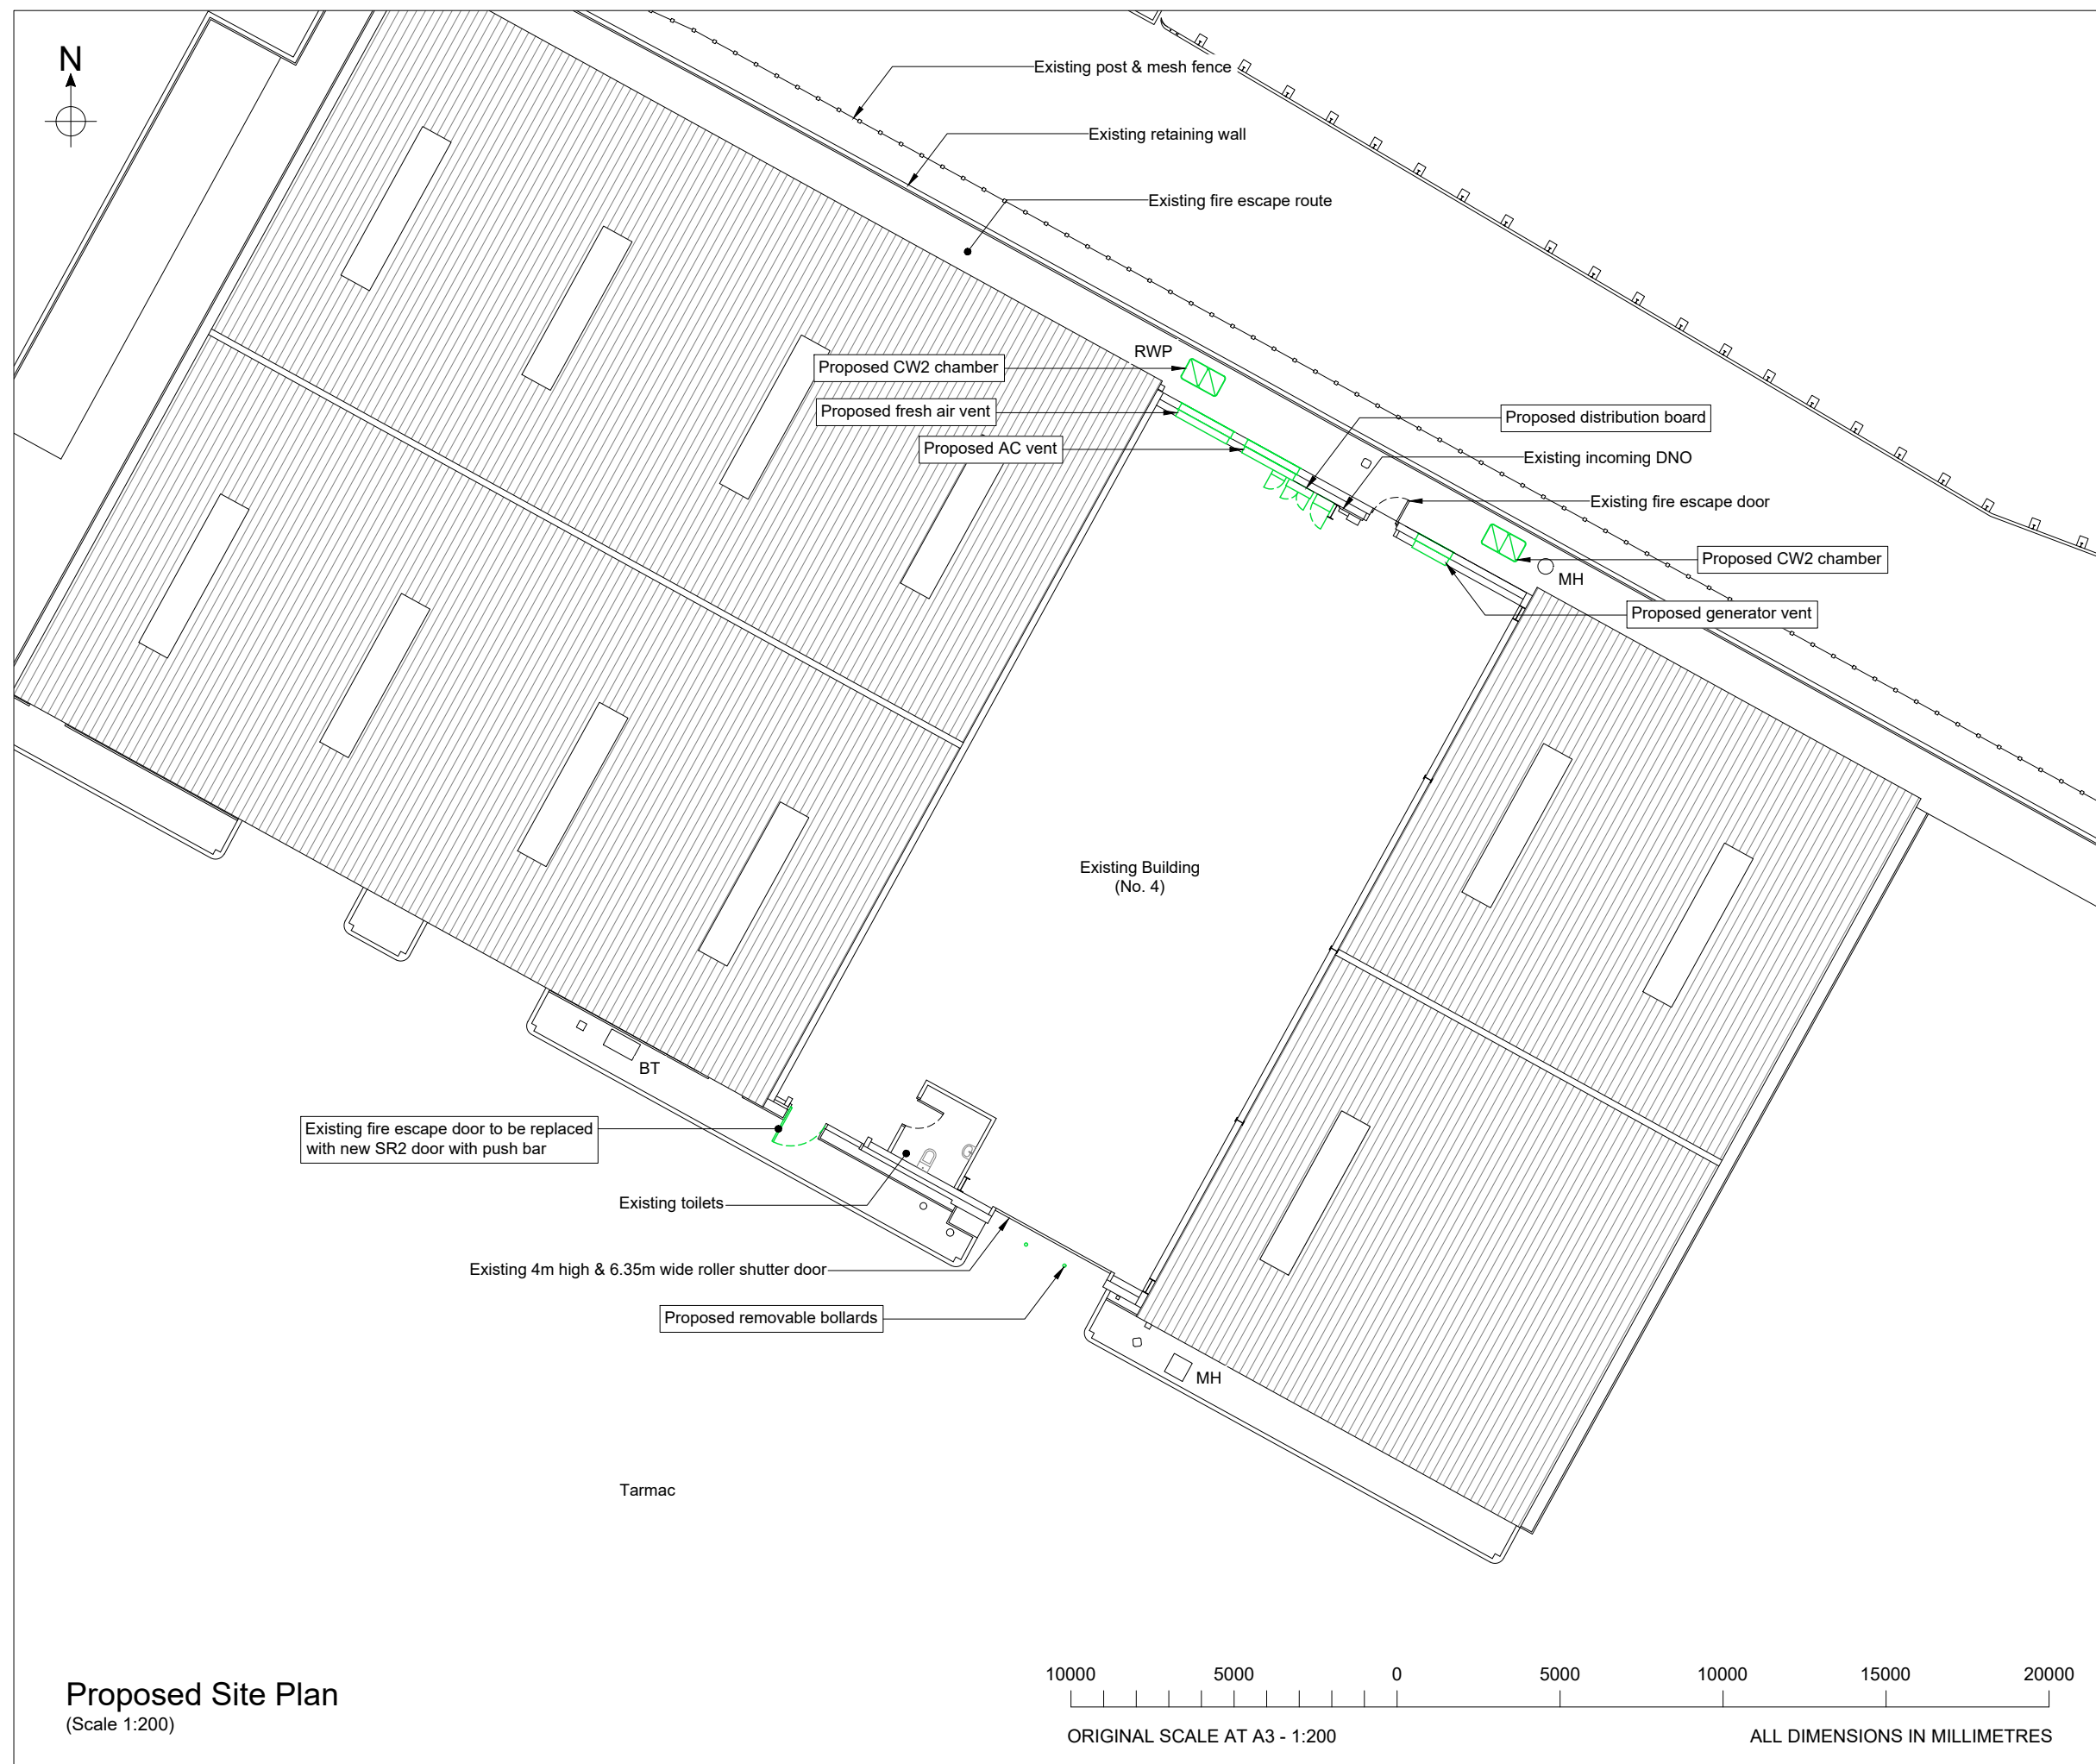 N
Existing post & mesh fence
Existing retaining wall
Existing fire escape route
RWP
Proposed CW2 chamber
Proposed fresh air vent
Proposed AC vent
Proposed distribution board
Existing incoming DNO
Existing fire escape door
Proposed CW2 chamber
MH
Proposed generator vent
Existing Building
(No. 4)
BT
Existing fire escape door to be replaced
with new SR2 door with push bar
Existing toilets
Existing 4m high & 6.35m wide roller shutter door
Proposed removable bollards
MH
Tarmac
Proposed Site Plan
(Scale 1:200)
10000 5000 0 5000 10000 15000 20000
ORIGINAL SCALE AT A3 - 1:200
ALL DIMENSIONS IN MILLIMETRES